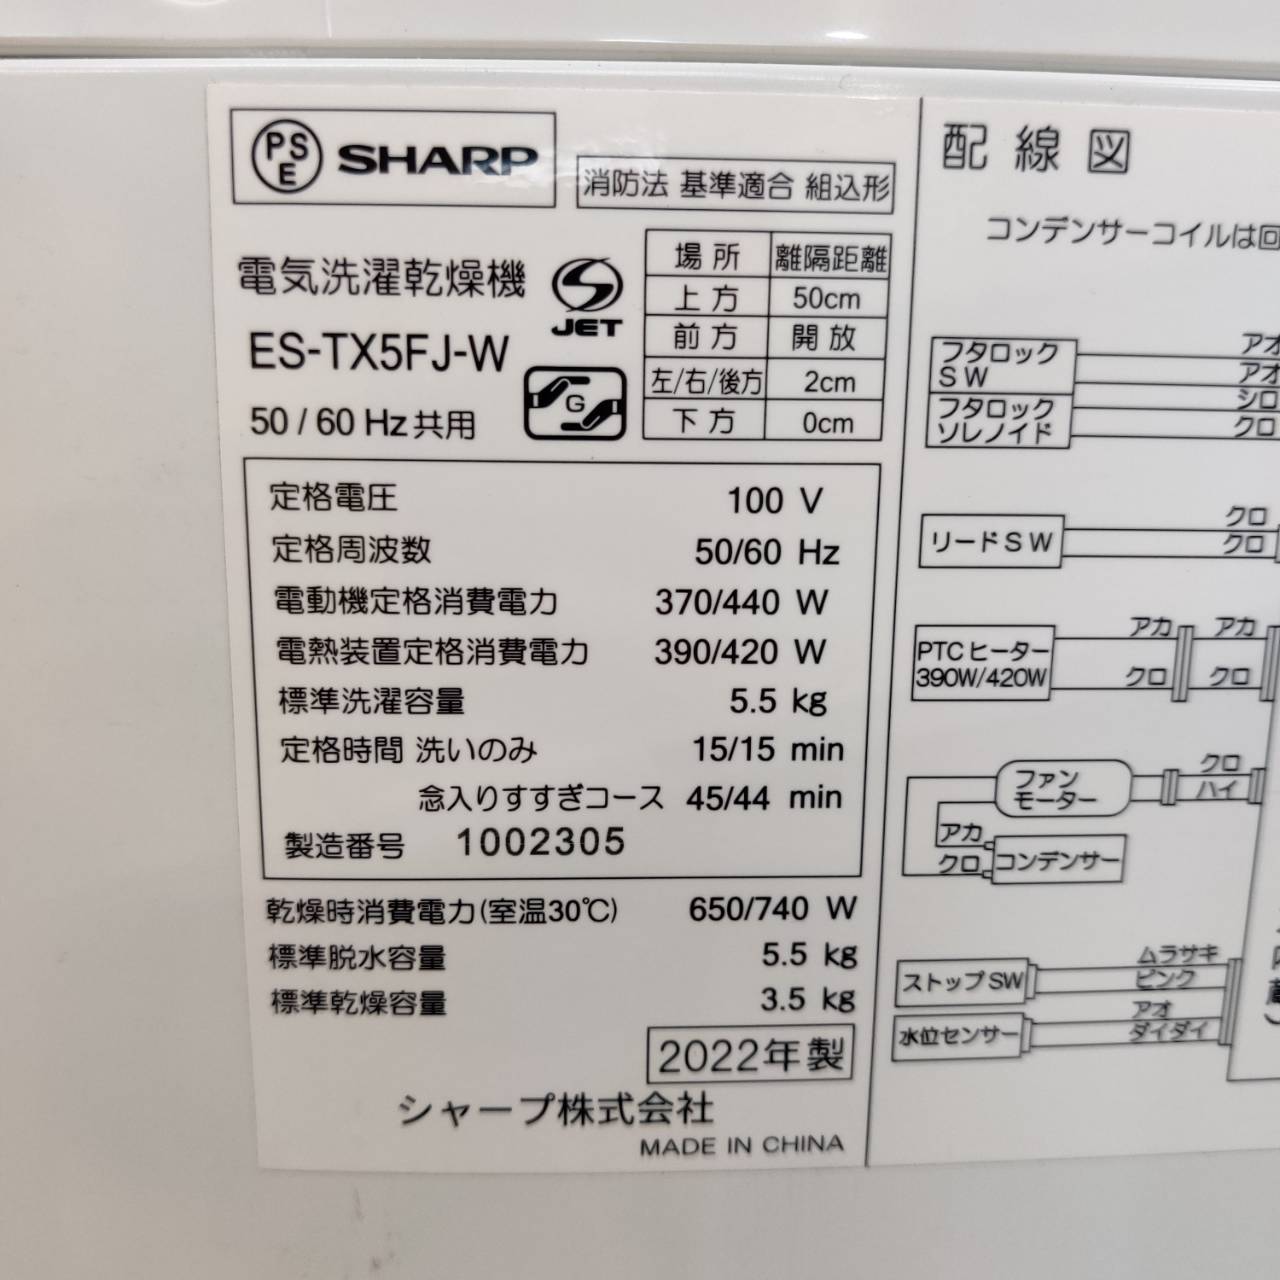 PSE SHARP
消防法 基準適合 組込形
電気洗濯乾燥機
ES-TX5FJ-W
50 / 60 Hz共用
JET
G
場所 離隔距離
上方 50cm
前方 開放
左/右/後方 2cm
下方 0cm
定格電圧 100 V
定格周波数 50/60 Hz
電動機定格消費電力 370/440 W
電熱装置定格消費電力 390/420 W
標準洗濯容量 5.5 kg
定格時間 洗いのみ 15/15 min
念入りすすぎコース 45/44 min
製造番号 1002305
乾燥時消費電力(室温30℃) 650/740 W
標準脱水容量 5.5 kg
標準乾燥容量 3.5 kg
2022年製
シャープ株式会社
MADE IN CHINA
配線図
コンデンサーコイルは回
フタロック
SW
アオ
アオ
フタロック
ソレノイド
シロ
クロ
リードSW
クロ
クロ
PTCヒーター
390W/420W
アカ アカ
クロ クロ
ファン
モーター
クロ
ハイ
アカ
クロ
コンデンサー
ストップSW
ムラサキ
ピンク
水位センサー
アオ
ダイダイ